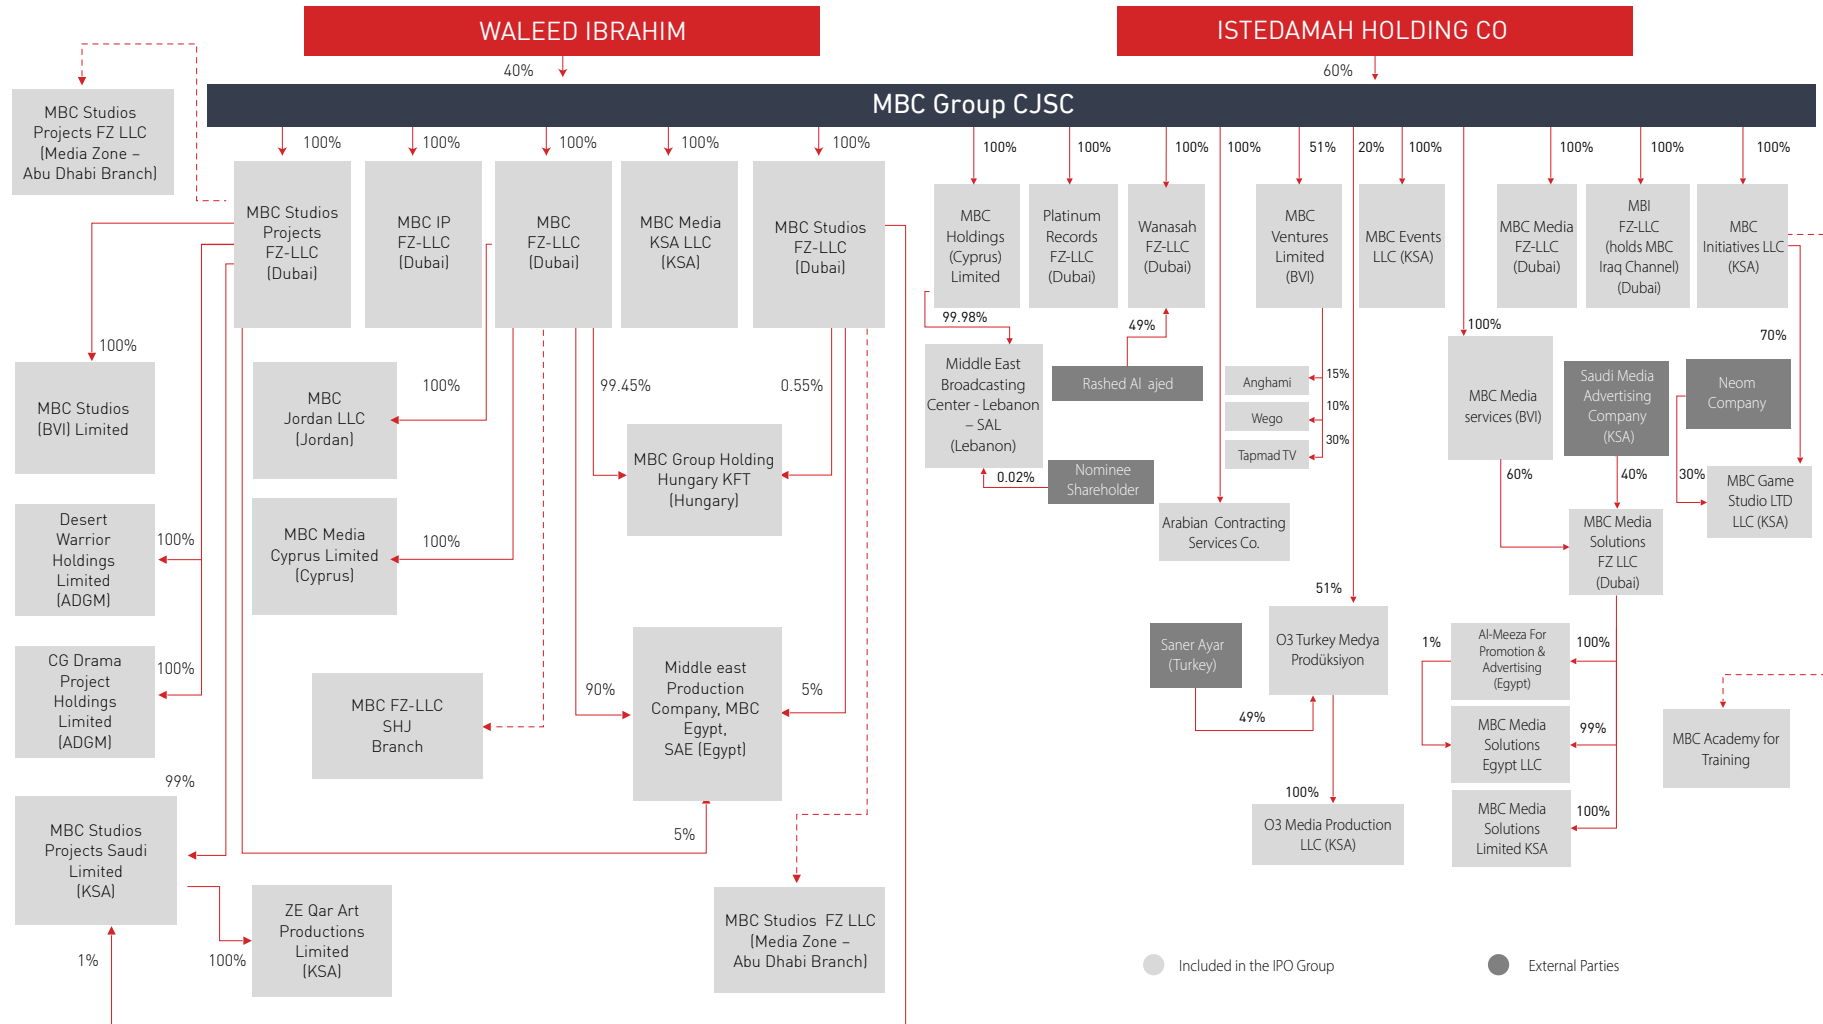 WALEED IBRAHIM
ISTEDAMAH HOLDING CO
40%
60%
MBC Group CJSC
MBC Studios
Projects FZ LLC
(Media Zone –
Abu Dhabi Branch)
100%
100%
100%
100%
100%
100%
100%
100%
100%
51%
20%
100%
100%
100%
100%
MBC Studios
Projects
FZ-LLC
(Dubai)
MBC IP
FZ-LLC
(Dubai)
MBC
FZ-LLC
(Dubai)
MBC Media
KSA LLC
(KSA)
MBC Studios
FZ-LLC
(Dubai)
MBC
Holdings
(Cyprus)
Limited
Platinum
Records
FZ-LLC
(Dubai)
Wanasah
FZ-LLC
(Dubai)
MBC
Ventures
Limited
(BVI)
MBC Events
LLC (KSA)
MBC Media
FZ-LLC
(Dubai)
MBI
FZ-LLC
(holds MBC
Iraq Channel)
(Dubai)
MBC
Initiatives LLC
(KSA)
100%
99.98%
49%
100%
70%
MBC Studios
(BVI) Limited
MBC
Jordan LLC
(Jordan)
100%
99.45%
0.55%
Middle East
Broadcasting
Center - Lebanon
– SAL
(Lebanon)
Rashed Al ajed
Anghami
15%
Wego
10%
Tapmad TV
30%
MBC Media
services (BVI)
Saudi Media
Advertising
Company
(KSA)
Neom
Company
MBC Group Holding
Hungary KFT
(Hungary)
0.02%
Nominee
Shareholder
60%
40%
30%
MBC Game
Studio LTD
LLC (KSA)
Desert
Warrior
Holdings
Limited
(ADGM)
100%
MBC Media
Cyprus Limited
(Cyprus)
100%
Arabian Contracting
Services Co.
MBC Media
Solutions
FZ LLC
(Dubai)
51%
CG Drama
Project
Holdings
Limited
(ADGM)
100%
MBC FZ-LLC
SHJ
Branch
90%
Middle east
Production
Company, MBC
Egypt,
SAE (Egypt)
5%
Saner Ayar
(Turkey)
O3 Turkey Medya
Prodüksiyon
49%
1%
Al-Meeza For
Promotion &
Advertising
(Egypt)
100%
MBC Media
Solutions
Egypt LLC
99%
MBC Academy for
Training
99%
MBC Studios
Projects Saudi
Limited
(KSA)
5%
100%
O3 Media Production
LLC (KSA)
MBC Media
Solutions
Limited KSA
100%
1%
100%
ZE Qar Art
Productions
Limited
(KSA)
MBC Studios FZ LLC
(Media Zone –
Abu Dhabi Branch)
Included in the IPO Group
External Parties